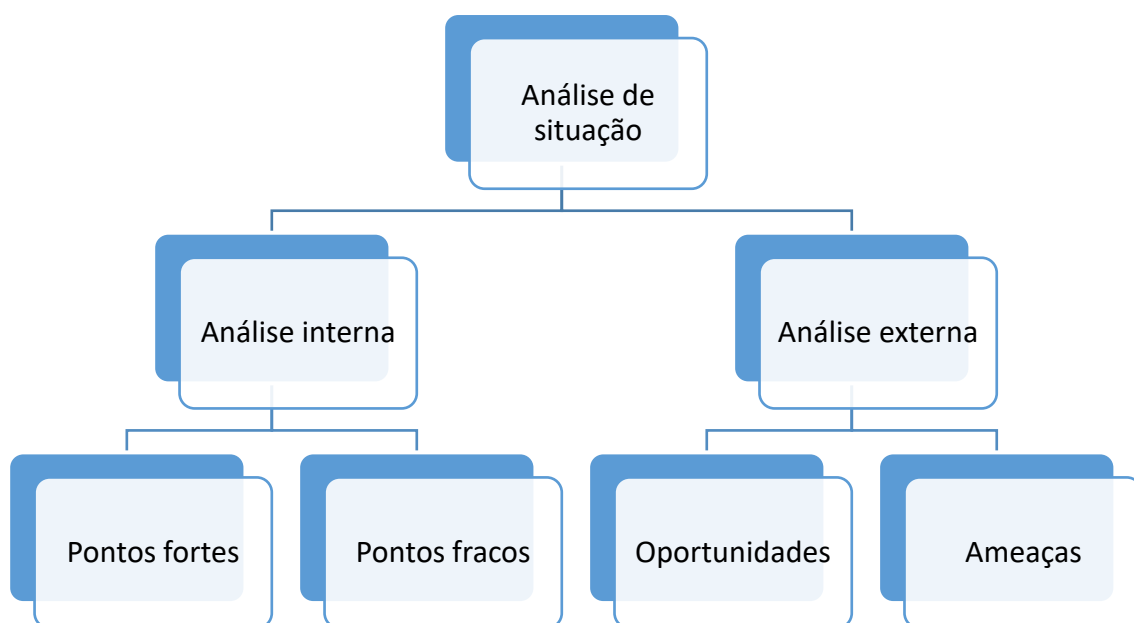 Análise de
situação
Análise interna
Análise externa
Pontos fortes
Pontos fracos
Oportunidades
Ameaças